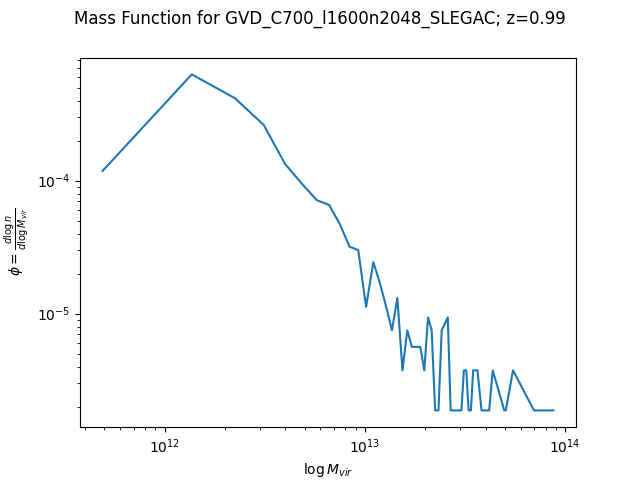 Mass Function for GVD_C700_l1600n2048_SLEGAC; z=0.99
ϕ = d log n / d log M_vir
10^-4
10^-5
10^12
10^13
10^14
log M_vir